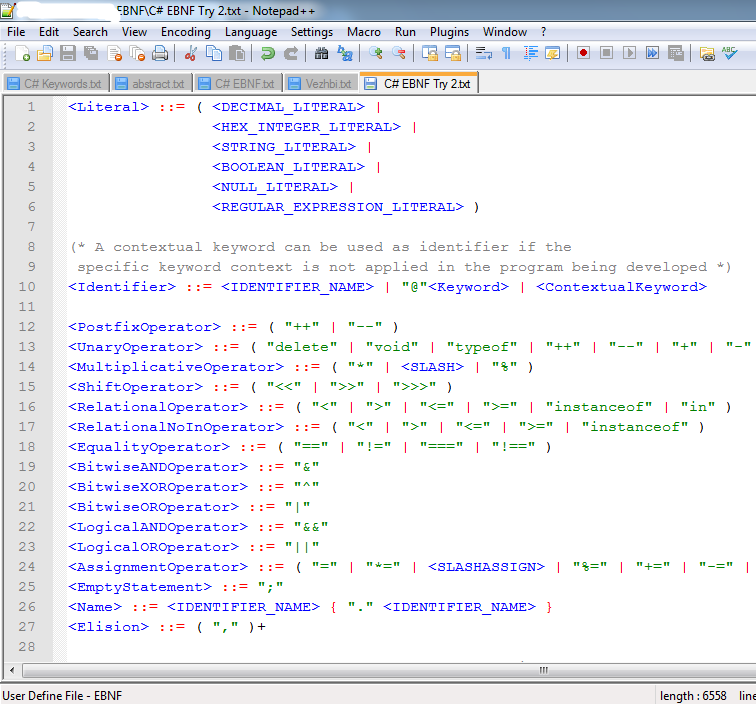 EBNF\C# EBNF Try 2.txt - Notepad++
File Edit Search View Encoding Language Settings Macro Run Plugins Window ?
C# Keywords.txt abstract.txt C# EBNF.txt Vezhbi.txt C# EBNF Try 2.txt
1 <Literal> ::= ( <DECIMAL_LITERAL> |
2 <HEX_INTEGER_LITERAL> |
3 <STRING_LITERAL> |
4 <BOOLEAN_LITERAL> |
5 <NULL_LITERAL> |
6 <REGULAR_EXPRESSION_LITERAL> )
7
8 (* A contextual keyword can be used as identifier if the
9 specific keyword context is not applied in the program being developed *)
10 <Identifier> ::= <IDENTIFIER_NAME> | "@"<Keyword> | <ContextualKeyword>
11
12 <PostfixOperator> ::= ( "++" | "--" )
13 <UnaryOperator> ::= ( "delete" | "void" | "typeof" | "++" | "--" | "+" | "-"
14 <MultiplicativeOperator> ::= ( "*" | <SLASH> | "%" )
15 <ShiftOperator> ::= ( "<<" | ">>" | ">>>" )
16 <RelationalOperator> ::= ( "<" | ">" | "<=" | ">=" | "instanceof" | "in" )
17 <RelationalNoInOperator> ::= ( "<" | ">" | "<=" | ">=" | "instanceof" )
18 <EqualityOperator> ::= ( "==" | "!=" | "===" | "!==" )
19 <BitwiseANDOperator> ::= "&"
20 <BitwiseXOROperator> ::= "^"
21 <BitwiseOROperator> ::= "|"
22 <LogicalANDOperator> ::= "&&"
23 <LogicalOROperator> ::= "||"
24 <AssignmentOperator> ::= ( "=" | "*=" | <SLASHASSIGN> | "%=" | "+=" | "-=" |
25 <EmptyStatement> ::= ";"
26 <Name> ::= <IDENTIFIER_NAME> { "." <IDENTIFIER_NAME> }
27 <Elision> ::= ( "," )+
28
User Define File - EBNF length : 6558 line